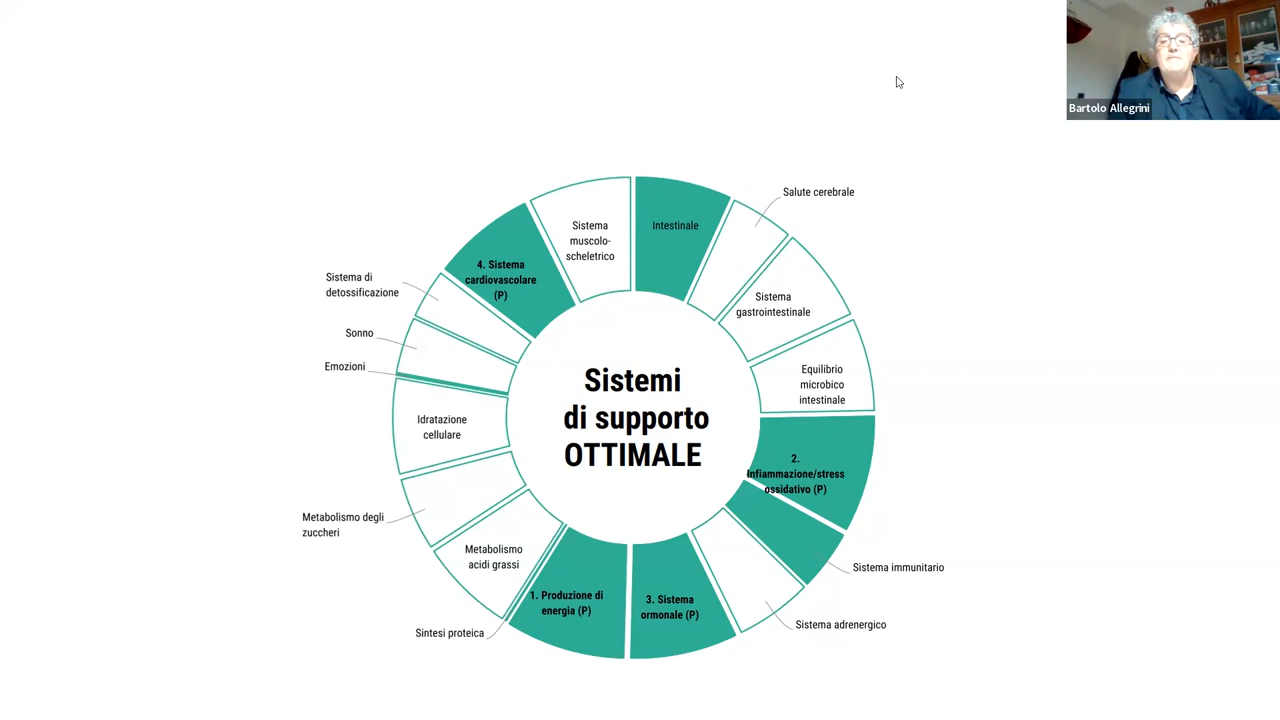 Bartolo Allegrini
Salute cerebrale
Sistema
muscolo-
scheletrico
Intestinale
4. Sistema
cardiovascolare
(P)
Sistema di
detossificazione
Sistema
gastrointestinale
Sonno
Emozioni
Equilibrio
microbico
intestinale
Sistemi
di supporto
OTTIMALE
Idratazione
cellulare
2.
Infiammazione/stress
ossidativo (P)
Metabolismo degli
zuccheri
Metabolismo
acidi grassi
Sistema immunitario
1. Produzione di
energia (P)
3. Sistema
ormonale (P)
Sintesi proteica
Sistema adrenergico